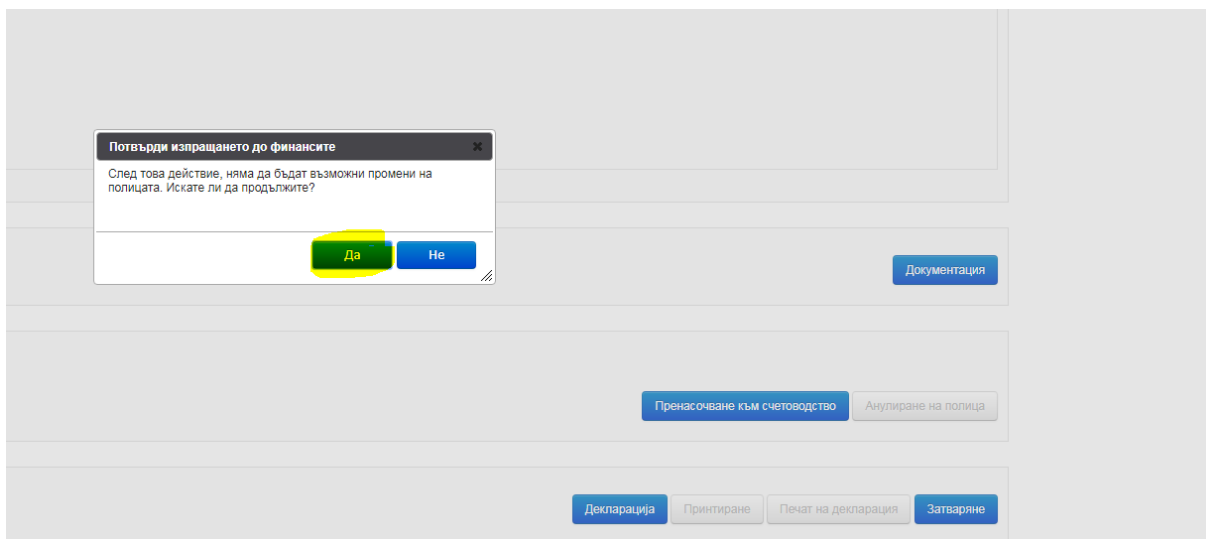 Потвърди изпращането до финансите
След това действие, няма да бъдат възможни промени на
полицата. Искате ли да продължите?
Да Не
Документация
Пренасочване към счетоводство Анулиране на полица
Декларација Принтиране Печат на декларация Затваряне